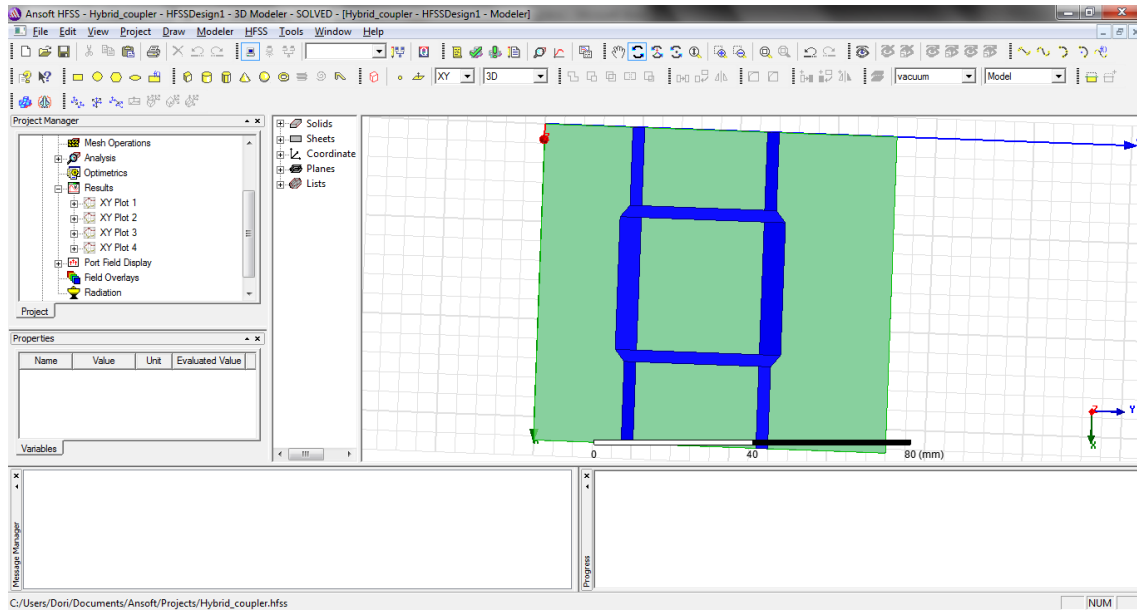 Ansoft HFSS - Hybrid_coupler - HFSSDesign1 - 3D Modeler - SOLVED - [Hybrid_coupler - HFSSDesign1 - Modeler]
File Edit View Project Draw Modeler HFSS Tools Window Help
XY 3D vacuum Model
Project Manager
Mesh Operations
Analysis
Optimetrics
Results
XY Plot 1
XY Plot 2
XY Plot 3
XY Plot 4
Port Field Display
Field Overlays
Radiation
Project
Properties
Name Value Unit Evaluated Value
Variables
Solids
Sheets
Coordinate
Planes
Lists
0 40 80 (mm)
Z Y
X
Message Manager
Progress
C:/Users/Dori/Documents/Ansoft/Projects/Hybrid_coupler.hfss
NUM